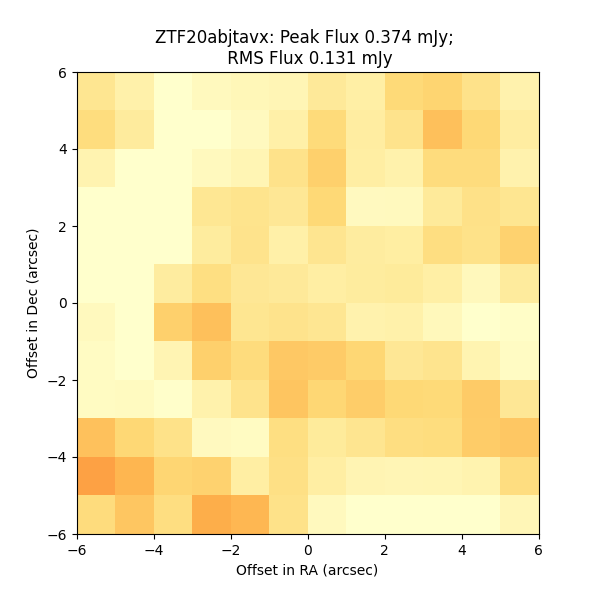 ZTF20abjtavx: Peak Flux 0.374 mJy;
RMS Flux 0.131 mJy
6
4
2
0
−2
−4
−6
Offset in Dec (arcsec)
−6 −4 −2 0 2 4 6
Offset in RA (arcsec)